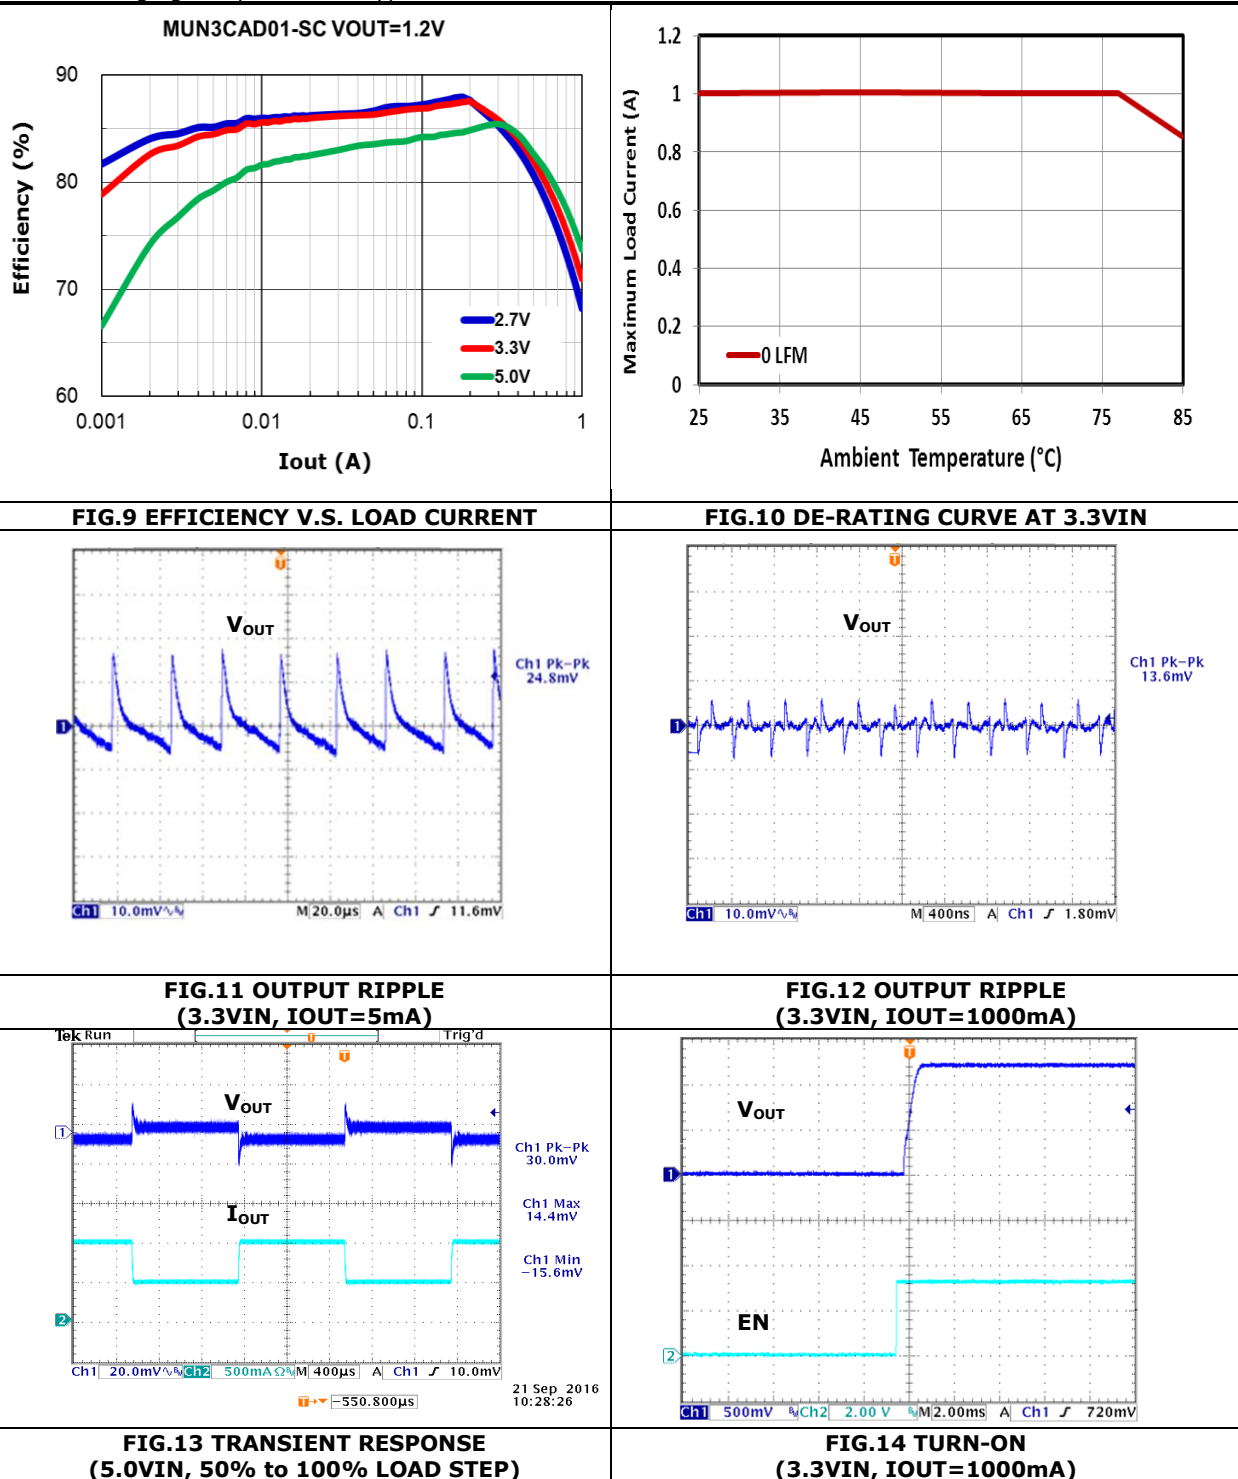 MUN3CAD01-SC VOUT=1.2V
Efficiency (%)
90
80
70
60
0.001 0.01 0.1 1
Iout (A)
2.7V
3.3V
5.0V
Maximum Load Current (A)
1.2
1
0.8
0.6
0.4
0.2
0
0 LFM
25 35 45 55 65 75 85
Ambient Temperature (°C)
FIG.9 EFFICIENCY V.S. LOAD CURRENT
FIG.10 DE-RATING CURVE AT 3.3VIN
T
VOUT
1
Ch1 Pk−Pk
24.8mV
Ch1 10.0mV M 20.0µs A Ch1 11.6mV
T
VOUT
1
Ch1 Pk−Pk
13.6mV
Ch1 10.0mV M 400ns A Ch1 1.80mV
FIG.11 OUTPUT RIPPLE
(3.3VIN, IOUT=5mA)
FIG.12 OUTPUT RIPPLE
(3.3VIN, IOUT=1000mA)
Tek Run T Trig'd
T
VOUT
1
Ch1 Pk−Pk
30.0mV
Ch1 Max
14.4mV
IOUT
Ch1 Min
−15.6mV
2
Ch1 20.0mV Ch2 500mA Ω M 400µs A Ch1 10.0mV
T −550.800µs
21 Sep 2016
10:28:26
T
VOUT
1
EN
2
Ch1 500mV Ch2 2.00 V M 2.00ms A Ch1 720mV
FIG.13 TRANSIENT RESPONSE
(5.0VIN, 50% to 100% LOAD STEP)
FIG.14 TURN-ON
(3.3VIN, IOUT=1000mA)